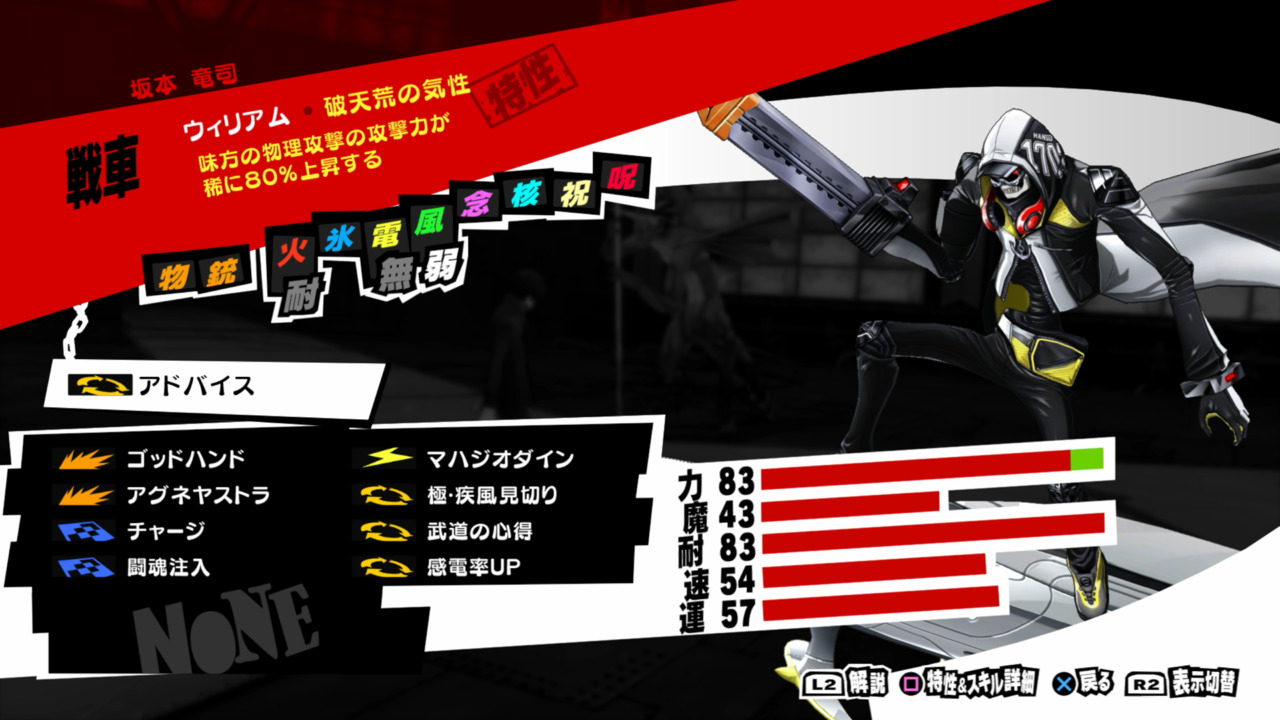 坂本 竜司
戦車
ウィリアム・破天荒の気性
特性
味方の物理攻撃の攻撃力が
稀に80%上昇する
物 銃 火 氷 電 風 念 核 祝 呪
耐 無 弱
アドバイス
ゴッドハンド マハジオダイン
アグネヤストラ 極・疾風見切り
チャージ 武道の心得
闘魂注入 感電率UP
NONE
力 83
魔 43
耐 83
速 54
運 57
L2 解説 特性&スキル詳細 戻る R2 表示切替